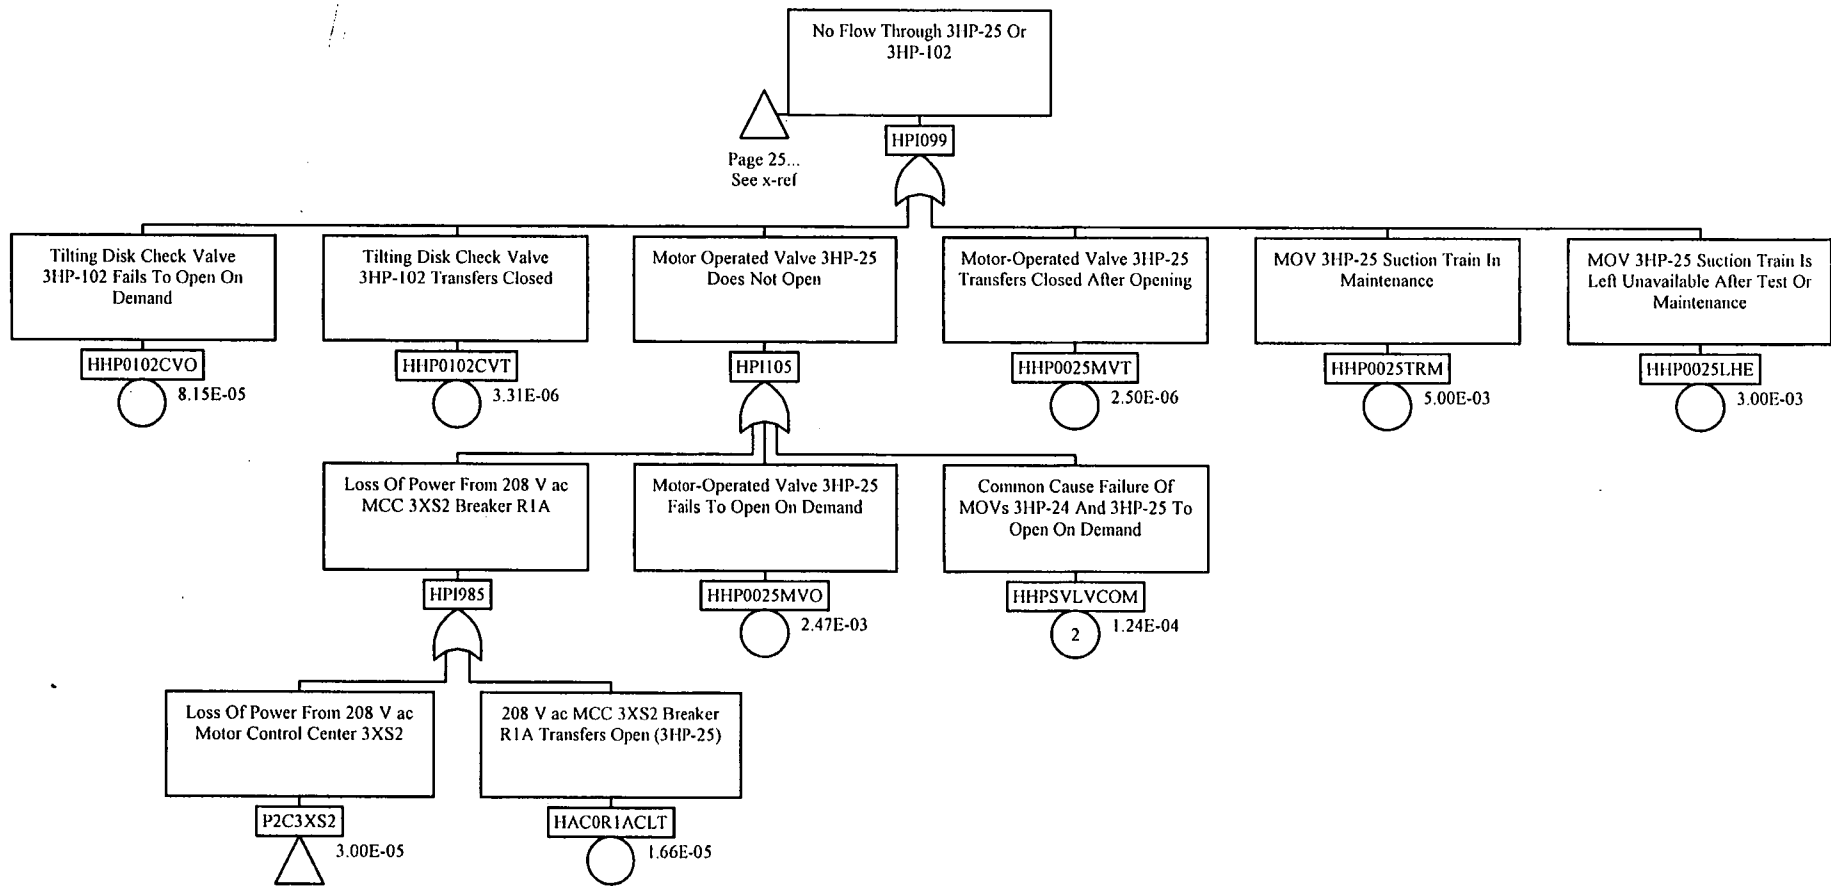 No Flow Through 3HP-25 Or
3HP-102
HPI099
Page 25...
See x-ref
Tilting Disk Check Valve
3HP-102 Fails To Open On
Demand
HHP0102CVO
8.15E-05
Tilting Disk Check Valve
3HP-102 Transfers Closed
HHP0102CVT
3.31E-06
Motor Operated Valve 3HP-25
Does Not Open
HPI105
Motor-Operated Valve 3HP-25
Transfers Closed After Opening
HHP0025MVT
2.50E-06
MOV 3HP-25 Suction Train In
Maintenance
HHP0025TRM
5.00E-03
MOV 3HP-25 Suction Train Is
Left Unavailable After Test Or
Maintenance
HHP0025LHE
3.00E-03
Loss Of Power From 208 V ac
MCC 3XS2 Breaker R1A
HPI985
Motor-Operated Valve 3HP-25
Fails To Open On Demand
HHP0025MVO
2.47E-03
Common Cause Failure Of
MOVs 3HP-24 And 3HP-25 To
Open On Demand
HHPSVLVCOM
2
1.24E-04
Loss Of Power From 208 V ac
Motor Control Center 3XS2
P2C3XS2
3.00E-05
208 V ac MCC 3XS2 Breaker
R1A Transfers Open (3HP-25)
HAC0R1ACLT
1.66E-05